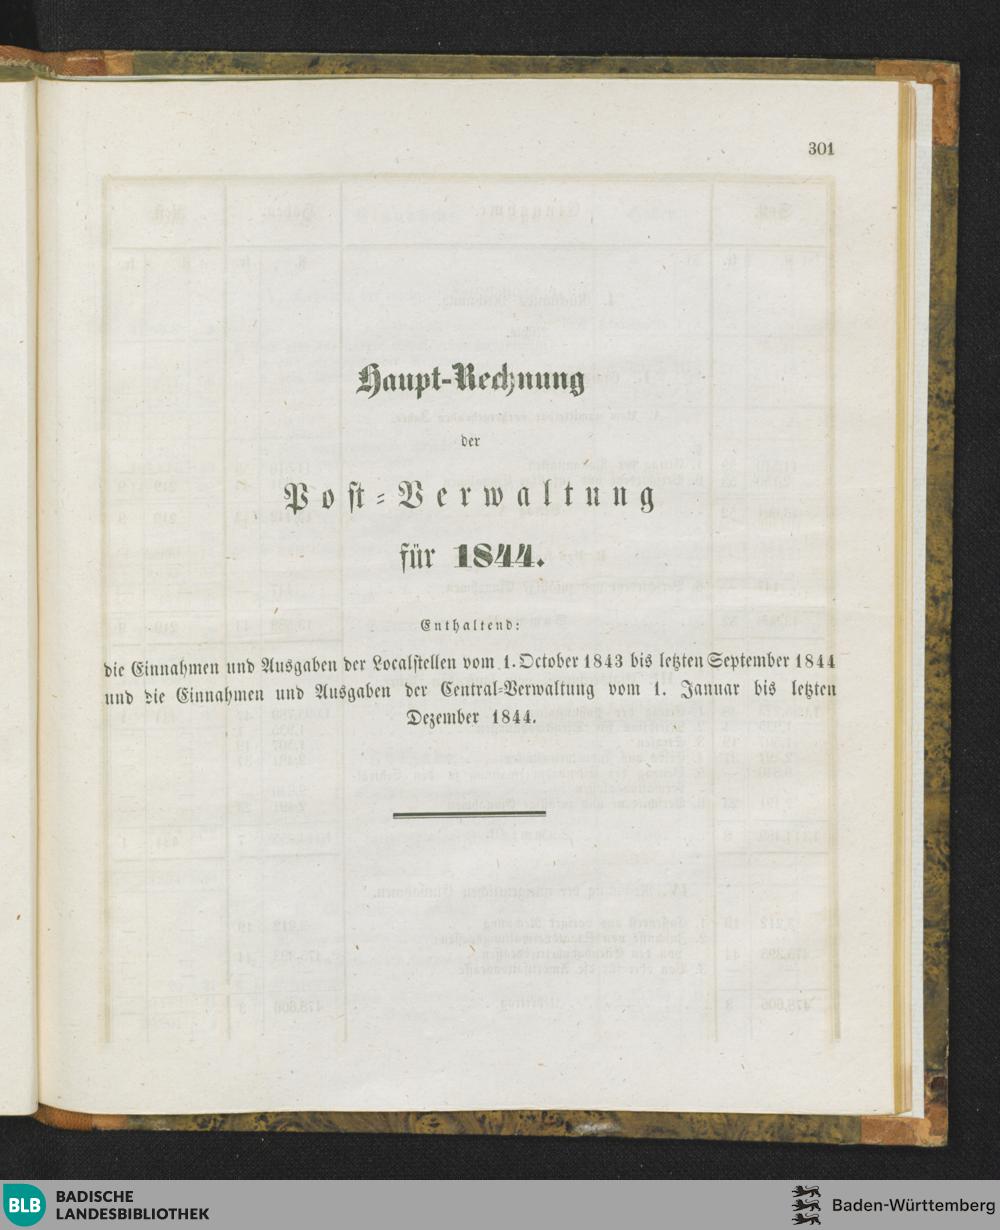 301
Haupt-Rechnung
der
Post-Verwaltung
für 1844.
Enthaltend:
die Einnahmen und Ausgaben der Localstellen vom 1. October 1843 bis letzten September 1844
und die Einnahmen und Ausgaben der Central-Verwaltung vom 1. Januar bis letzten
Dezember 1844.
BLB BADISCHE
LANDESBIBLIOTHEK
Baden-Württemberg